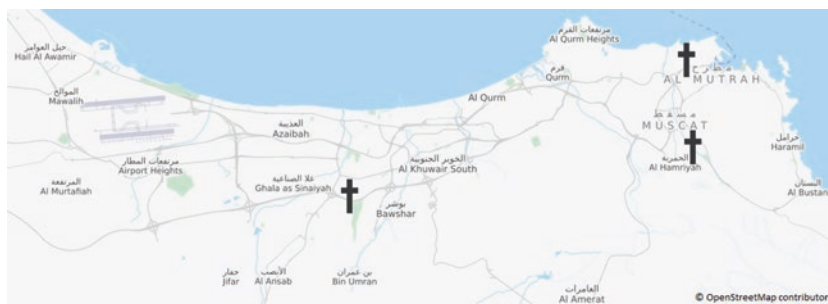 مرتفعات القرم
Al Qurm Heights
حيل العوامر
Hail Al Awamir
مطرح
AL MUTRAH
قرم
Qurm
الموالح
Mawalih
Al Qurm
العذيبة
Azaibah
مسقط
MUSCAT
حرامل
Haramil
مرتفعات المطار
Airport Heights
الخوير الجنوبية
Al Khuwair South
الحمرية
Al Hamriyah
المرتفعة
Al Murtafiah
غلا الصناعية
Ghala as Sinaiyah
البستان
Al Bustan
بوشر
Bawshar
جفار
Jifar
الأنصب
Al Ansab
بن عمران
Bin Umran
العامرات
Al Amerat
© OpenStreetMap contributor